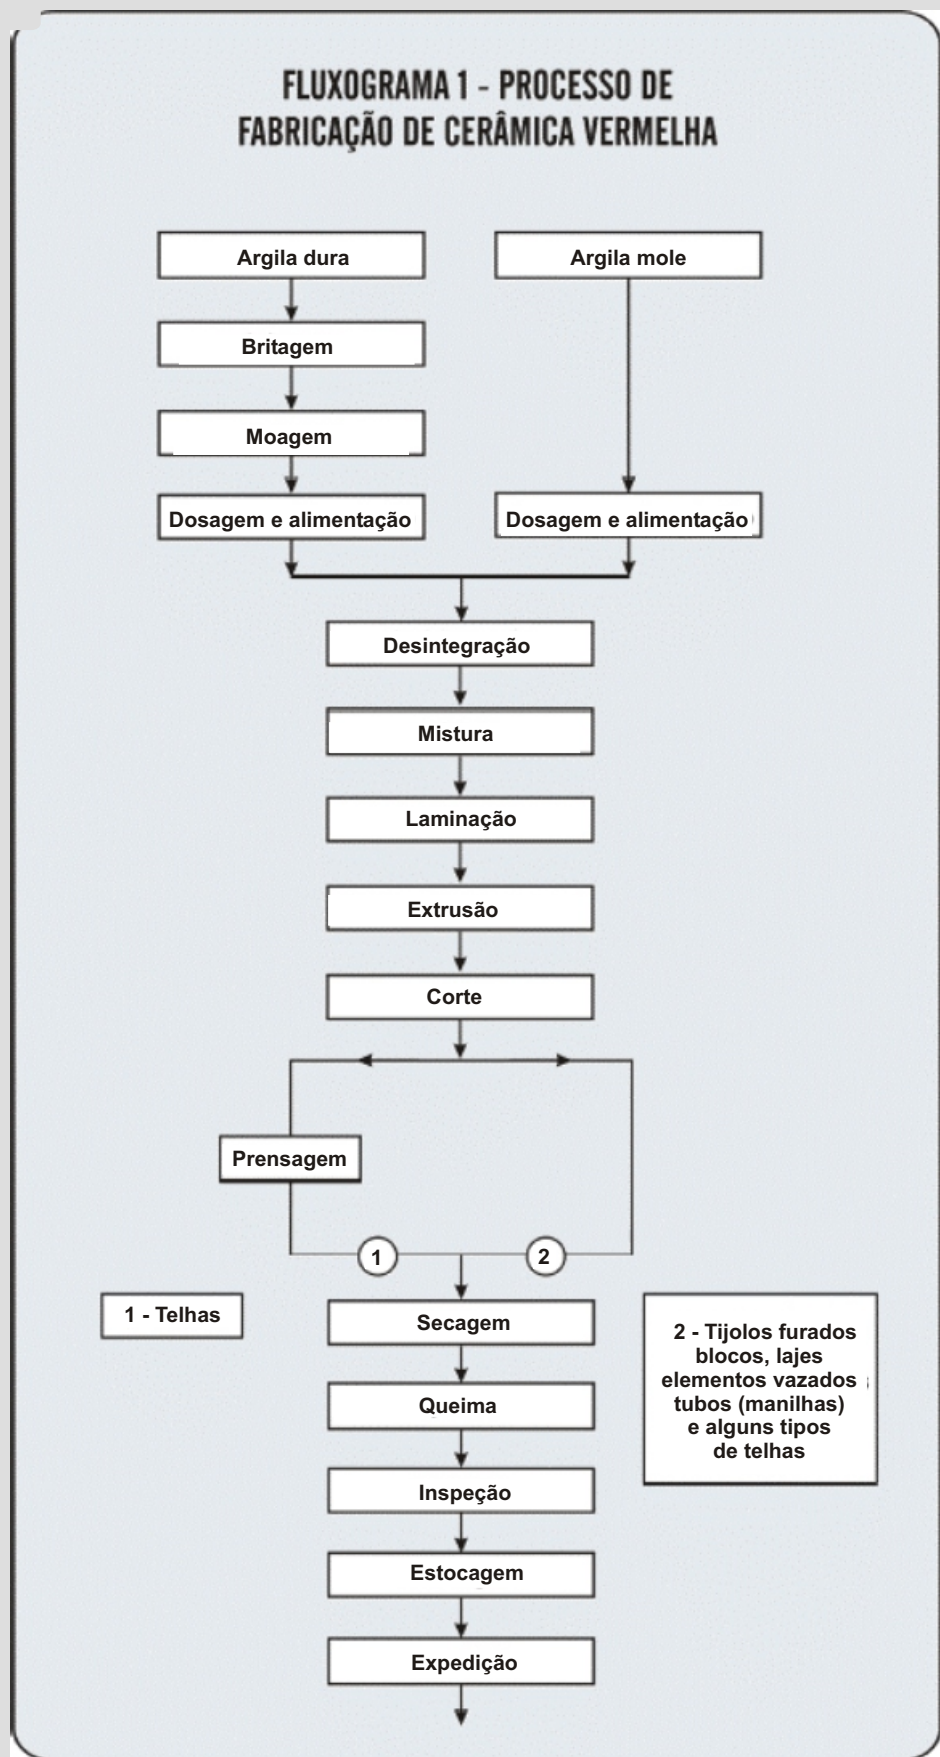 FLUXOGRAMA 1 - PROCESSO DE
FABRICAÇÃO DE CERÂMICA VERMELHA
Argila dura
Argila mole
Britagem
Moagem
Dosagem e alimentação
Dosagem e alimentação
Desintegração
Mistura
Laminação
Extrusão
Corte
Prensagem
1
2
1 - Telhas
Secagem
2 - Tijolos furados
blocos, lajes
elementos vazados
tubos (manilhas)
e alguns tipos
de telhas
Queima
Inspeção
Estocagem
Expedição